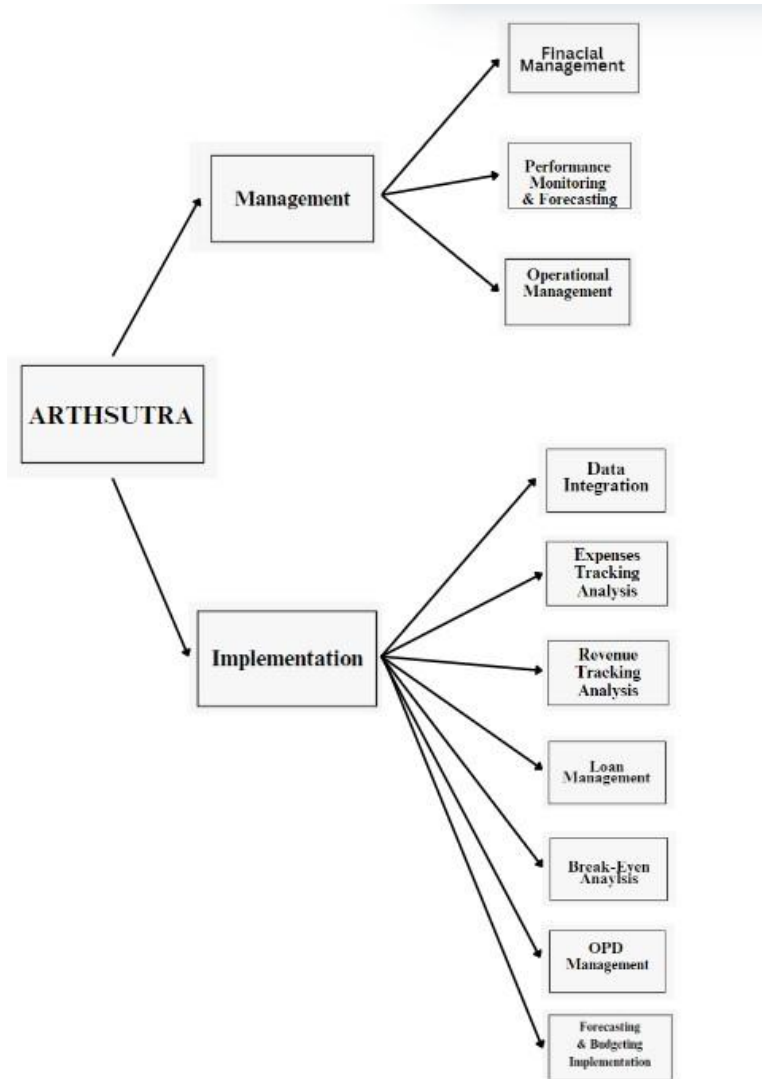 Finacial
Management
Performance
Monitoring
& Forecasting
Management
Operational
Management
ARTHSUTRA
Data
Integration
Expenses
Tracking
Analysis
Implementation
Revenue
Tracking
Analysis
Loan
Management
Break-Even
Anaylsis
OPD
Management
Forecasting
& Budgeting
Implementation